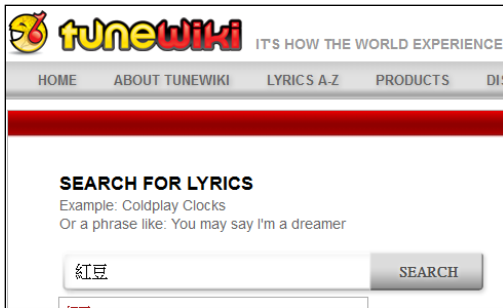 tunewiki IT'S HOW THE WORLD EXPERIENCE
HOME ABOUT TUNEWIKI LYRICS A-Z PRODUCTS
SEARCH FOR LYRICS
Example: Coldplay Clocks
Or a phrase like: You may say I'm a dreamer
紅豆 SEARCH